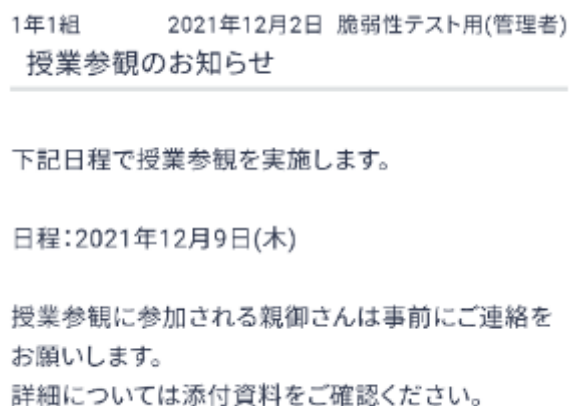 1年1組 2021年12月2日 脆弱性テスト用(管理者)
授業参観のお知らせ
下記日程で授業参観を実施します。
日程：2021年12月9日(木)
授業参観に参加される親御さんは事前にご連絡を
お願いします。
詳細については添付資料をご確認ください。